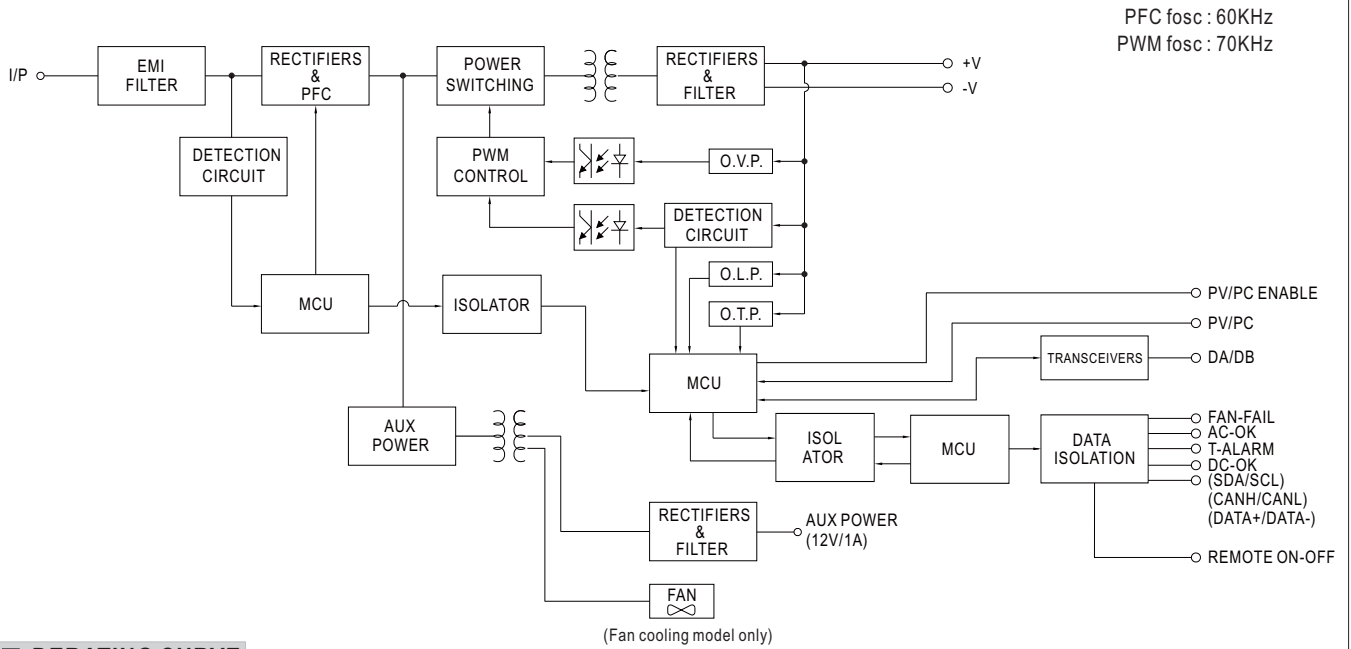 PFC fosc : 60KHz
PWM fosc : 70KHz
I/P
EMI
FILTER
RECTIFIERS
&
PFC
POWER
SWITCHING
RECTIFIERS
&
FILTER
+V
-V
DETECTION
CIRCUIT
PWM
CONTROL
O.V.P.
DETECTION
CIRCUIT
O.L.P.
O.T.P.
MCU
ISOLATOR
MCU
PV/PC ENABLE
PV/PC
TRANSCEIVERS
DA/DB
AUX
POWER
ISOL
ATOR
MCU
DATA
ISOLATION
FAN-FAIL
AC-OK
T-ALARM
DC-OK
(SDA/SCL)
(CANH/CANL)
(DATA+/DATA-)
REMOTE ON-OFF
RECTIFIERS
&
FILTER
AUX POWER
(12V/1A)
FAN
(Fan cooling model only)
DERATING CURVE